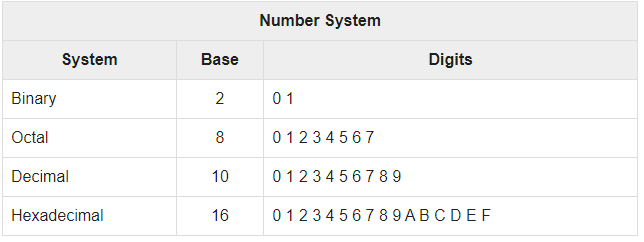 Number System
System Base Digits
Binary 2 0 1
Octal 8 0 1 2 3 4 5 6 7
Decimal 10 0 1 2 3 4 5 6 7 8 9
Hexadecimal 16 0 1 2 3 4 5 6 7 8 9 A B C D E F